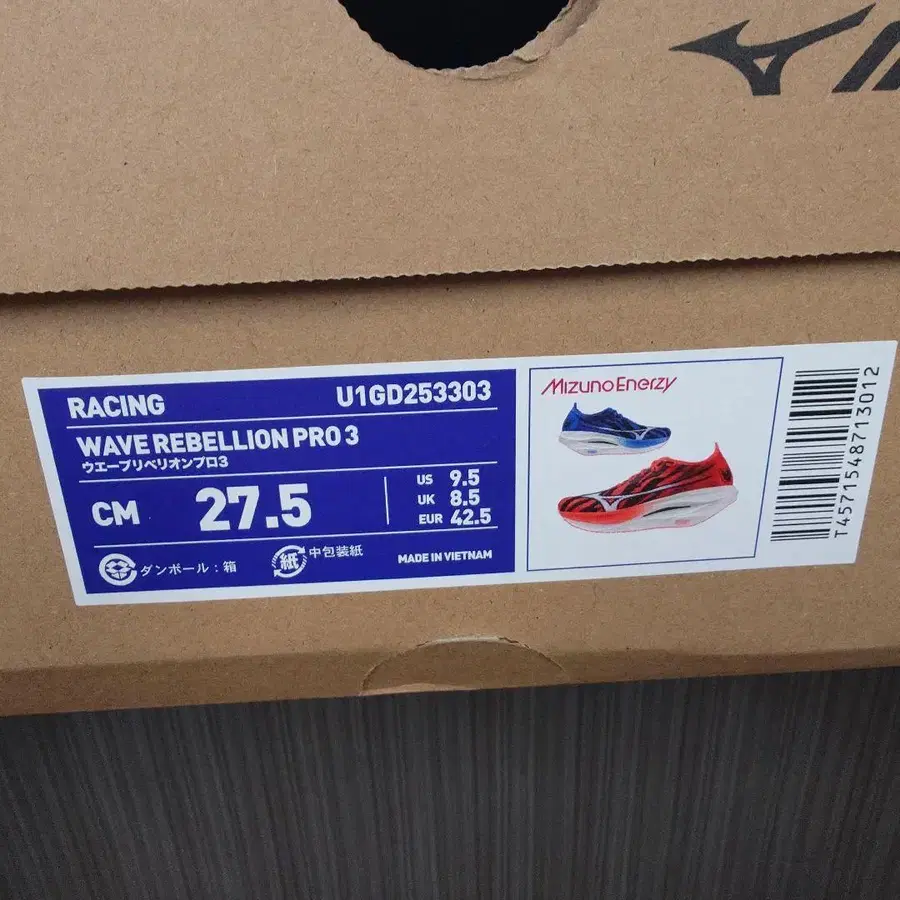 RACING U1GD253303
WAVE REBELLION PRO 3
ウエーブリベリオンプロ3
CM 27.5
US 9.5
UK 8.5
EUR 42.5
ダンボール：箱
紙 中包装紙
MADE IN VIETNAM
MizunoEnerzy
T4571548713012